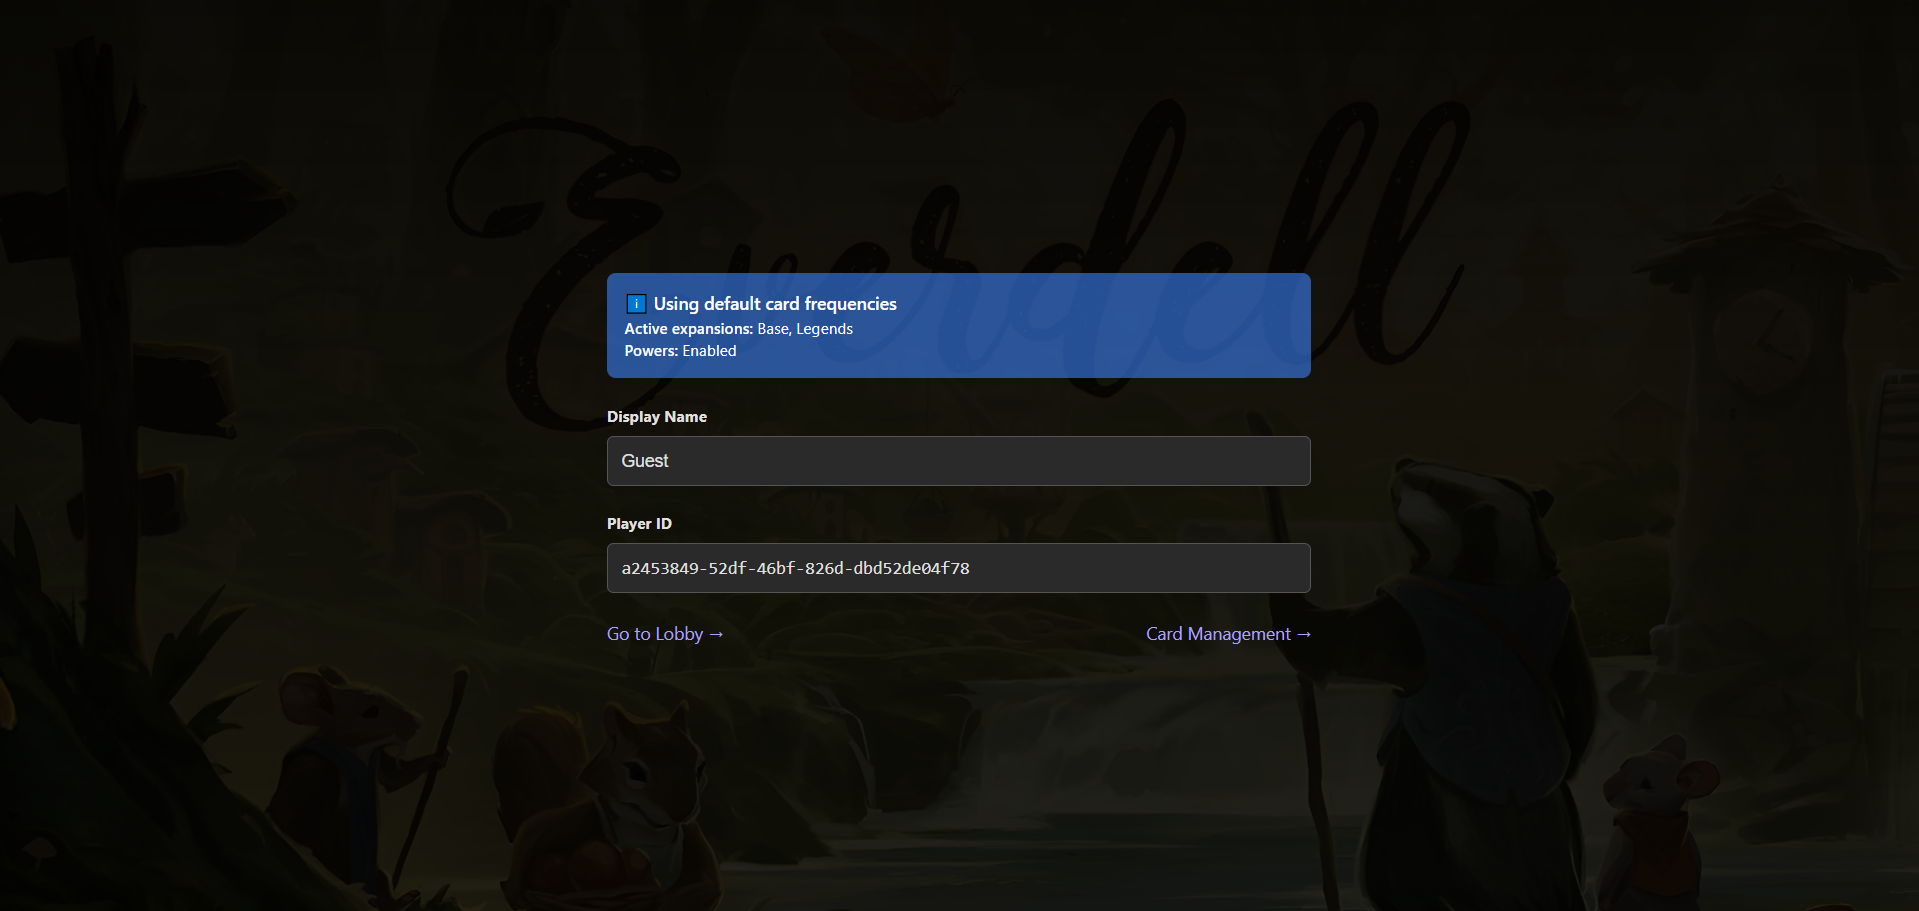 Everdell
ℹ Using default card frequencies
Active expansions: Base, Legends
Powers: Enabled
Display Name
Guest
Player ID
a2453849-52df-46bf-826d-dbd52de04f78
Go to Lobby →
Card Management →